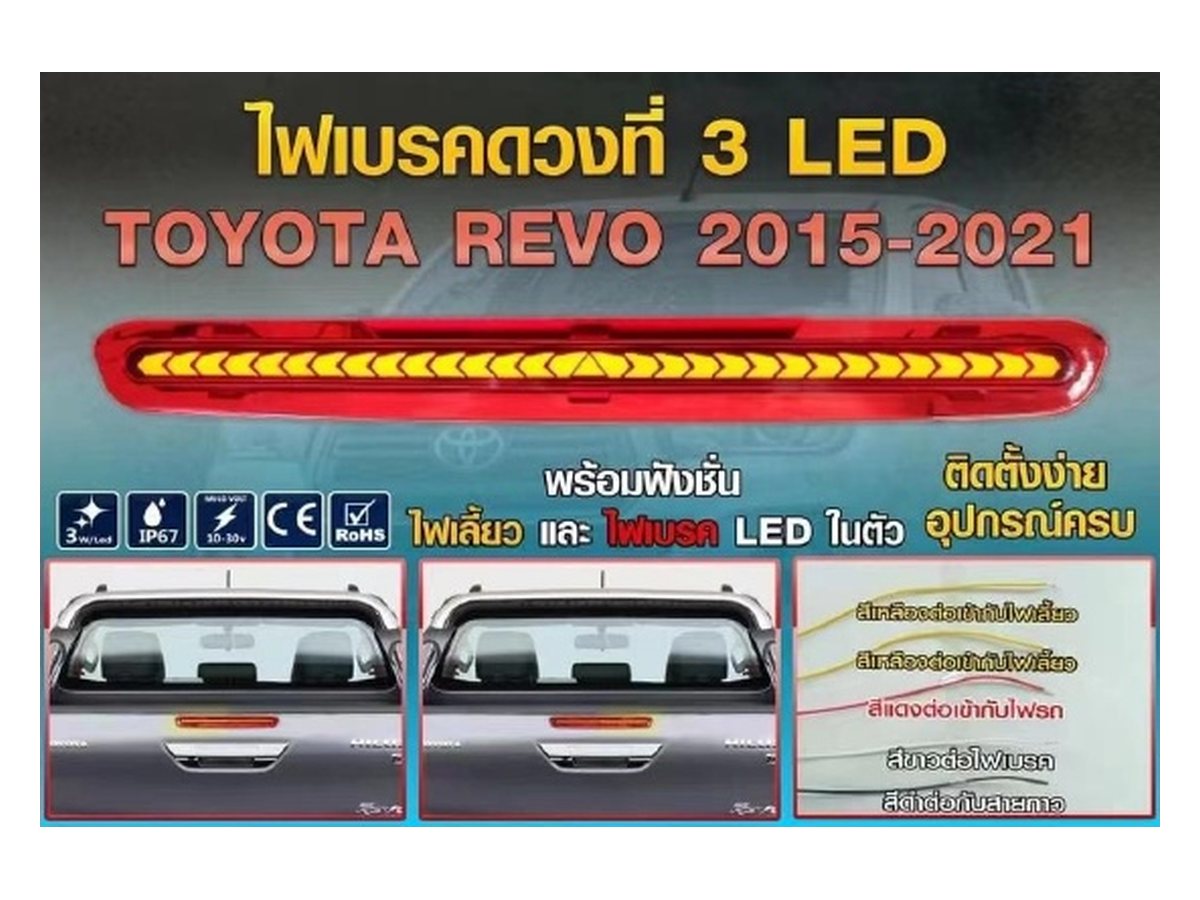 ไฟเบรคดวงที่ 3 LED
TOYOTA REVO 2015-2021
พร้อมฟังชั่น
ติดตั้งง่าย
ไฟเลี้ยว และ ไฟเบรค LED ในตัว
อุปกรณ์ครบ
3 W/Led
IP67
10-30v
CE
RoHS
สีเหลืองต่อเข้ากับไฟเลี้ยว
สีเหลืองต่อเข้ากับไฟเลี้ยว
สีแดงต่อเข้ากับไฟรถ
สีขาวต่อไฟเบรค
สีดำต่อกับสายกาว